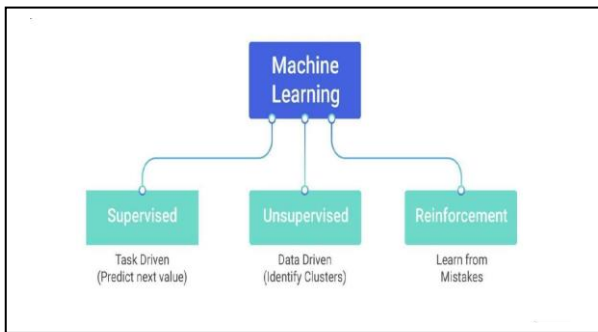 Machine
Learning
Supervised
Unsupervised
Reinforcement
Task Driven
(Predict next value)
Data Driven
(Identify Clusters)
Learn from
Mistakes